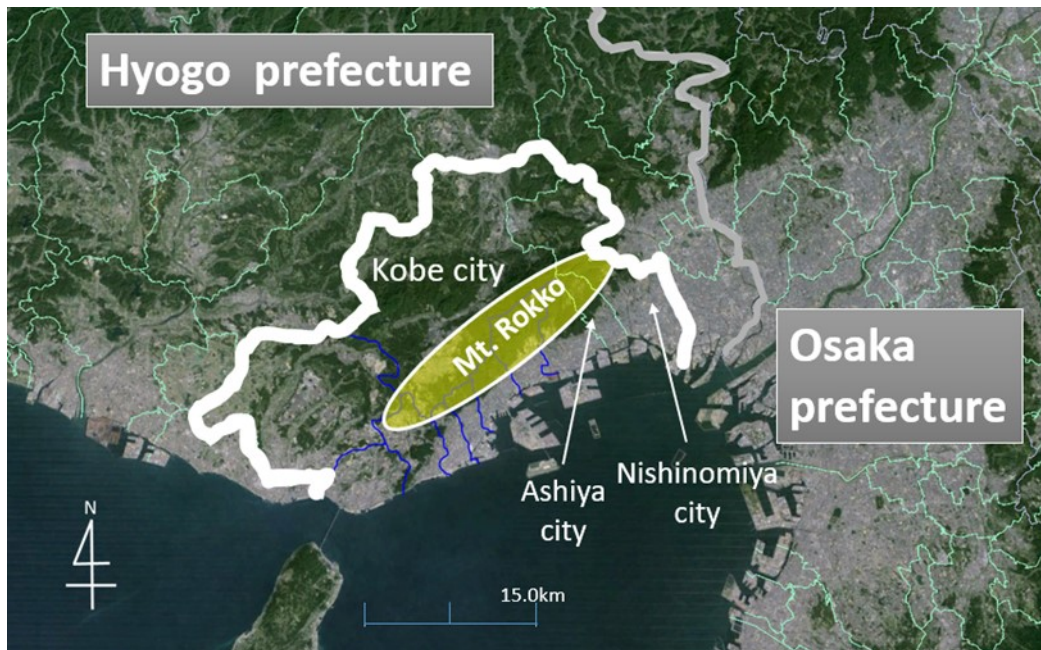 Hyogo prefecture
Kobe city
Mt. Rokko
Osaka
prefecture
Ashiya
city
Nishinomiya
city
N
15.0km